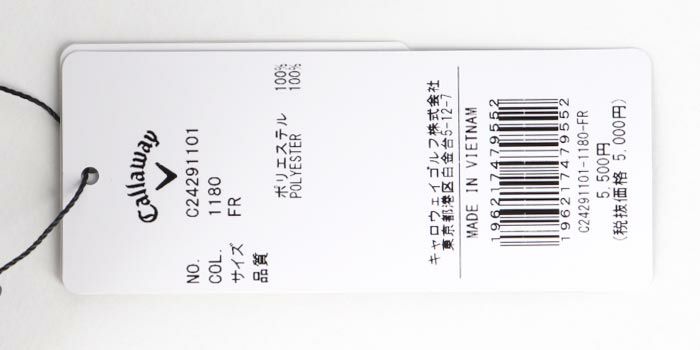 Callaway
NO. C24291101
COL. 1180
サイズ FR
品質 ポリエステル 100%
POLYESTER 100%
キャロウェイゴルフ株式会社
東京都港区白金台5-12-7
MADE IN VIETNAM
196217479552
196217479552
C24291101-1180-FR
5,500円
(税抜価格 5,000円)